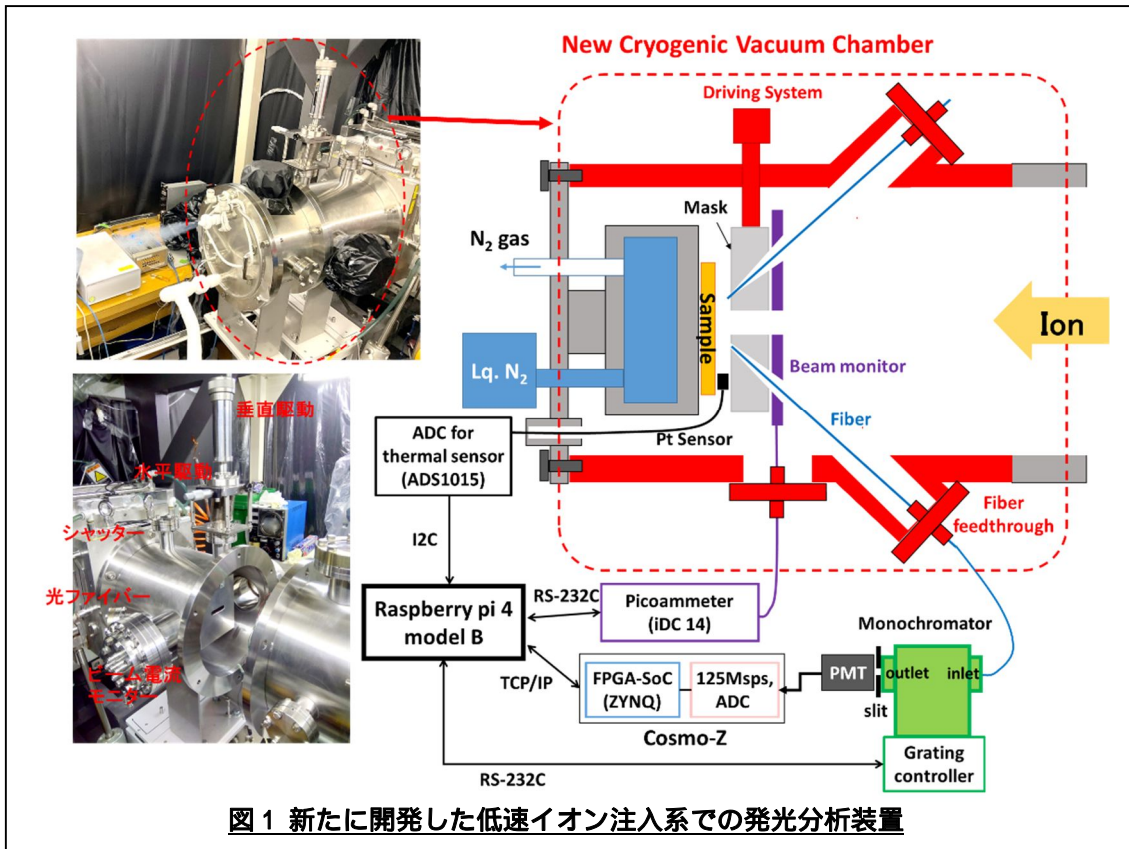 New Cryogenic Vacuum Chamber
Driving System
Mask
N₂ gas
Sample
Ion
Lq. N₂
Beam monitor
Fiber
Pt Sensor
ADC for
thermal sensor
(ADS1015)
Fiber
feedthrough
I2C
垂直駆動
水平駆動
シャッター
光ファイバー
ビーム電流
モニター
Raspberry pi 4
model B
RS-232C
Picoammeter
(iDC 14)
Monochromator
TCP/IP
FPGA-SoC
(ZYNQ)
125Msps,
ADC
Cosmo-Z
PMT
outlet
inlet
slit
Grating
controller
RS-232C
図1 新たに開発した低速イオン注入系での発光分析装置